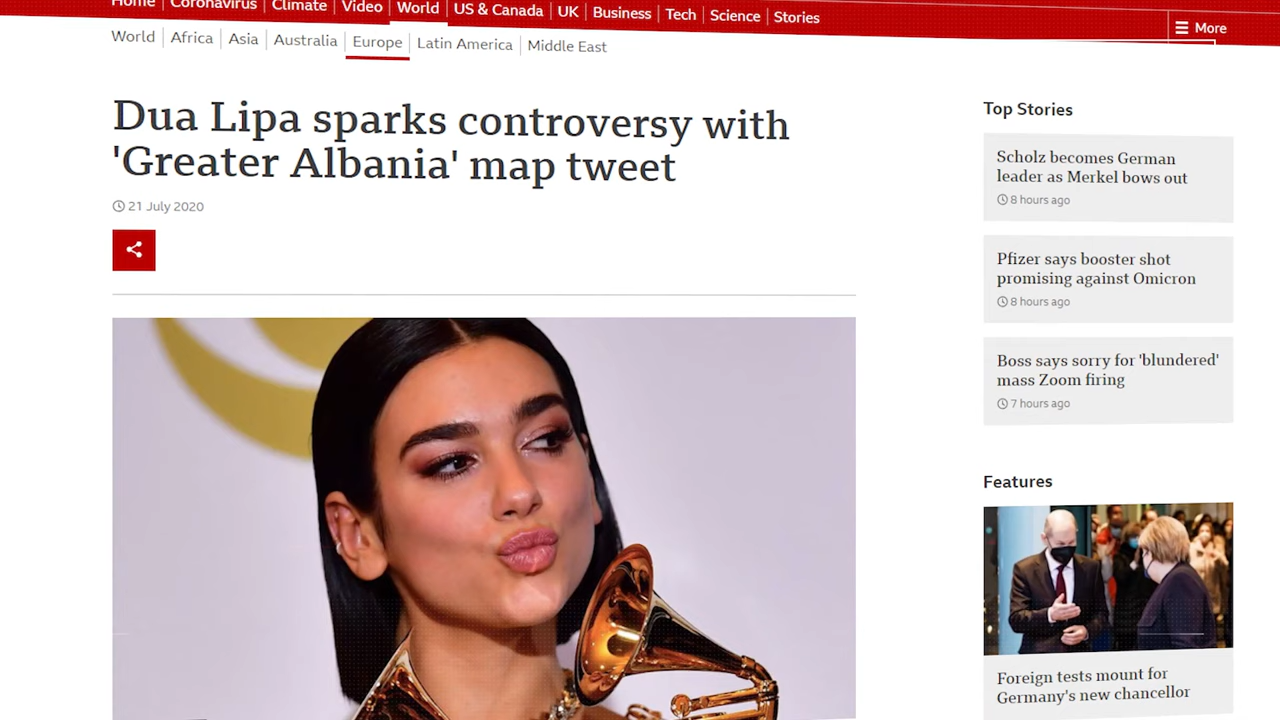 Home Coronavirus Climate Video World US & Canada UK Business Tech Science Stories
More
World Africa Asia Australia Europe Latin America Middle East
Dua Lipa sparks controversy with
'Greater Albania' map tweet
21 July 2020
Top Stories
Scholz becomes German
leader as Merkel bows out
8 hours ago
Pfizer says booster shot
promising against Omicron
8 hours ago
Boss says sorry for 'blundered'
mass Zoom firing
7 hours ago
Features
Foreign tests mount for
Germany's new chancellor